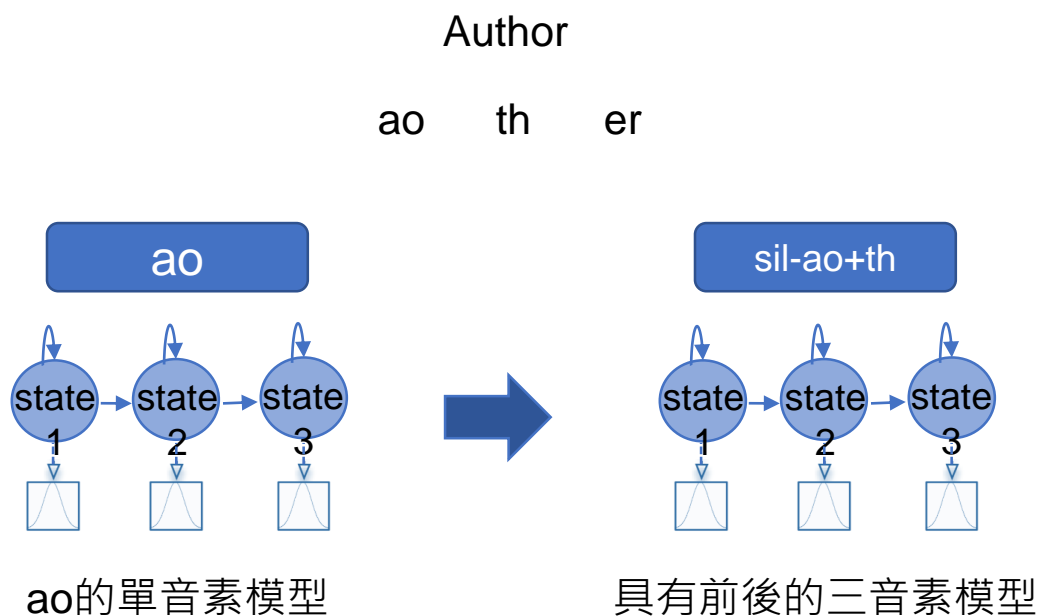 Author
ao th er
ao
sil-ao+th
state 1
state 2
state 3
state 1
state 2
state 3
ao的單音素模型
具有前後的三音素模型